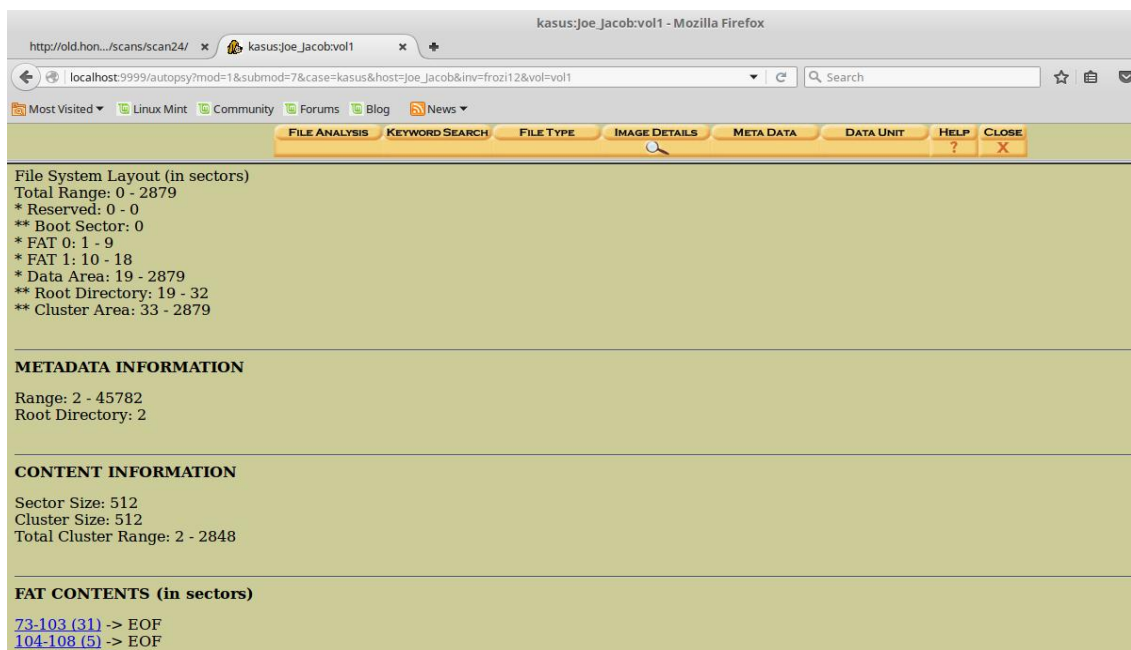 kasus:Joe_Jacob:vol1 - Mozilla Firefox
http://old.hon.../scans/scan24/ × kasus:Joe_Jacob:vol1 ×
localhost:9999/autopsy?mod=1&submod=7&case=kasus&host=Joe_Jacob&inv=frozi12&vol=vol1 Search
Most Visited Linux Mint Community Forums Blog News
FILE ANALYSIS KEYWORD SEARCH FILE TYPE IMAGE DETAILS META DATA DATA UNIT HELP CLOSE
? X
File System Layout (in sectors)
Total Range: 0 - 2879
* Reserved: 0 - 0
** Boot Sector: 0
* FAT 0: 1 - 9
* FAT 1: 10 - 18
* Data Area: 19 - 2879
** Root Directory: 19 - 32
** Cluster Area: 33 - 2879
METADATA INFORMATION
Range: 2 - 45782
Root Directory: 2
CONTENT INFORMATION
Sector Size: 512
Cluster Size: 512
Total Cluster Range: 2 - 2848
FAT CONTENTS (in sectors)
73-103 (31) -> EOF
104-108 (5) -> EOF